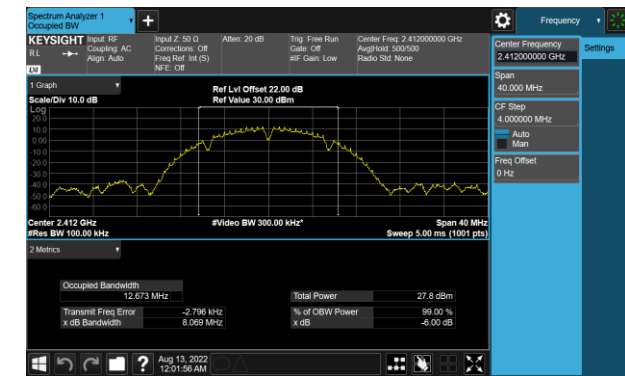 Spectrum Analyzer 1
Occupied BW
Frequency
KEYSIGHT
RL
LW
Input: RF
Coupling: AC
Align: Auto
Input Z: 50 Ω
Corrections: Off
Freq Ref: Int (S)
NFE: Off
Atten: 20 dB
Trig: Free Run
Gate: Off
#IF Gain: Low
Center Freq: 2.412000000 GHz
Avg|Hold: 500/500
Radio Std: None
Center Frequency
2.412000000 GHz
Settings
Span
40.000 MHz
CF Step
4.000000 MHz
Auto
Man
Freq Offset
0 Hz
1 Graph
Scale/Div 10.0 dB
Ref Lvl Offset 22.00 dB
Ref Value 30.00 dBm
Log
20.0
10.0
0.00
-10.0
-20.0
-30.0
-40.0
-50.0
-60.0
Center 2.412 GHz
#Res BW 100.00 kHz
#Video BW 300.00 kHz*
Span 40 MHz
Sweep 5.00 ms (1001 pts)
2 Metrics
Occupied Bandwidth
12.673 MHz
Total Power 27.8 dBm
Transmit Freq Error -2.796 kHz
% of OBW Power 99.00 %
x dB Bandwidth 8.069 MHz
x dB -6.00 dB
?
Aug 13, 2022
12:01:56 AM